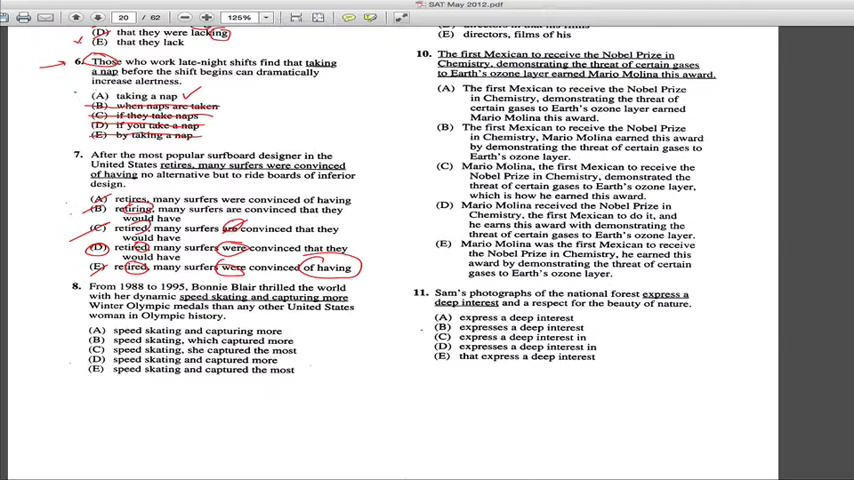 SAT May 2012.pdf
20 / 62
125%
(D) that they were lacking
(E) that they lack
6. Those who work late-night shifts find that taking
a nap before the shift begins can dramatically
increase alertness.
(A) taking a nap
(B) when naps are taken
(C) if they take naps
(D) if you take a nap
(E) by taking a nap
7. After the most popular surfboard designer in the
United States retires, many surfers were convinced
of having no alternative but to ride boards of inferior
design.
(A) retires, many surfers were convinced of having
(B) retiring, many surfers are convinced that they
would have
(C) retired, many surfers are convinced that they
would have
(D) retired, many surfers were convinced that they
would have
(E) retired, many surfers were convinced of having
8. From 1988 to 1995, Bonnie Blair thrilled the world
with her dynamic speed skating and capturing more
Winter Olympic medals than any other United States
woman in Olympic history.
(A) speed skating and capturing more
(B) speed skating, which captured more
(C) speed skating, she captured the most
(D) speed skating and captured more
(E) speed skating and captured the most
(E) directors, films of his
10. The first Mexican to receive the Nobel Prize in
Chemistry, demonstrating the threat of certain gases
to Earth's ozone layer earned Mario Molina this award.
(A) The first Mexican to receive the Nobel Prize
in Chemistry, demonstrating the threat of
certain gases to Earth's ozone layer earned
Mario Molina this award.
(B) The first Mexican to receive the Nobel Prize
in Chemistry, Mario Molina earned this award
by demonstrating the threat of certain gases to
Earth's ozone layer.
(C) Mario Molina, the first Mexican to receive the
Nobel Prize in Chemistry, demonstrated the
threat of certain gases to Earth's ozone layer,
which is how he earned this award.
(D) Mario Molina received the Nobel Prize in
Chemistry, the first Mexican to do it, and
he earns this award with demonstrating the
threat of certain gases to Earth's ozone layer.
(E) Mario Molina was the first Mexican to receive
the Nobel Prize in Chemistry, he earned this
award by demonstrating the threat of certain
gases to Earth's ozone layer.
11. Sam's photographs of the national forest express a
deep interest and a respect for the beauty of nature.
(A) express a deep interest
(B) expresses a deep interest
(C) express a deep interest in
(D) expresses a deep interest in
(E) that express a deep interest